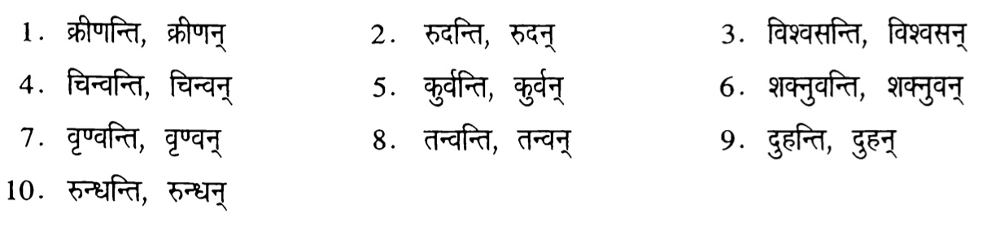 1. क्रीणन्ति, क्रीणन् 2. रुदन्ति, रुदन् 3. विश्वसन्ति, विश्वसन्
4. चिन्वन्ति, चिन्वन् 5. कुर्वन्ति, कुर्वन् 6. शक्नुवन्ति, शक्नुवन्
7. वृण्वन्ति, वृण्वन् 8. तन्वन्ति, तन्वन् 9. दुहन्ति, दुहन्
10. रुन्धन्ति, रुन्धन्